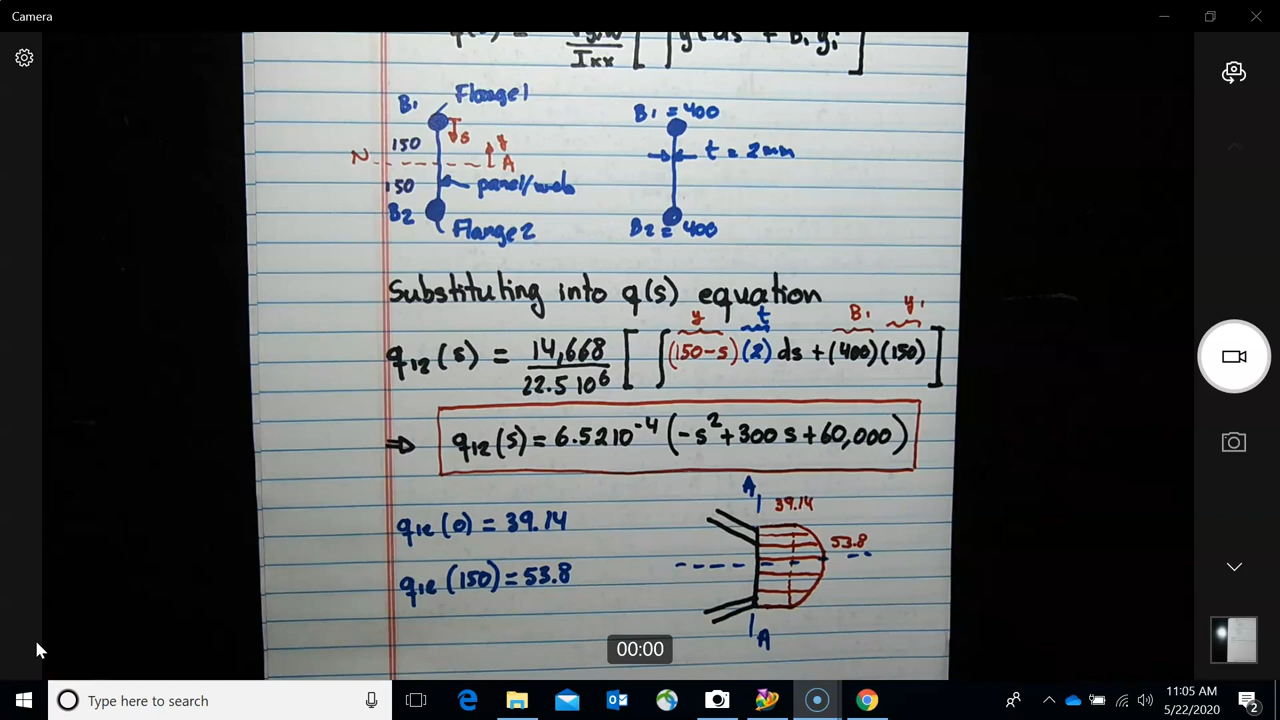 Camera
Flange 1
B1
B1 = 400
150
s
y
t = 2mm
N
A
150
panel/web
B2
Flange 2
B2 = 400
Substituting into q(s) equation
y t B1 y1
q12(s) = 14,668 / 22.5 10^6 [ ∫ (150-s)(2) ds + (400)(150) ]
⇒ q12(s) = 6.52 10^-4 (-s^2 + 300 s + 60,000)
A
39.14
q12(0) = 39.14
53.8
q12(150) = 53.8
A
00:00
Type here to search
11:05 AM
5/22/2020
2